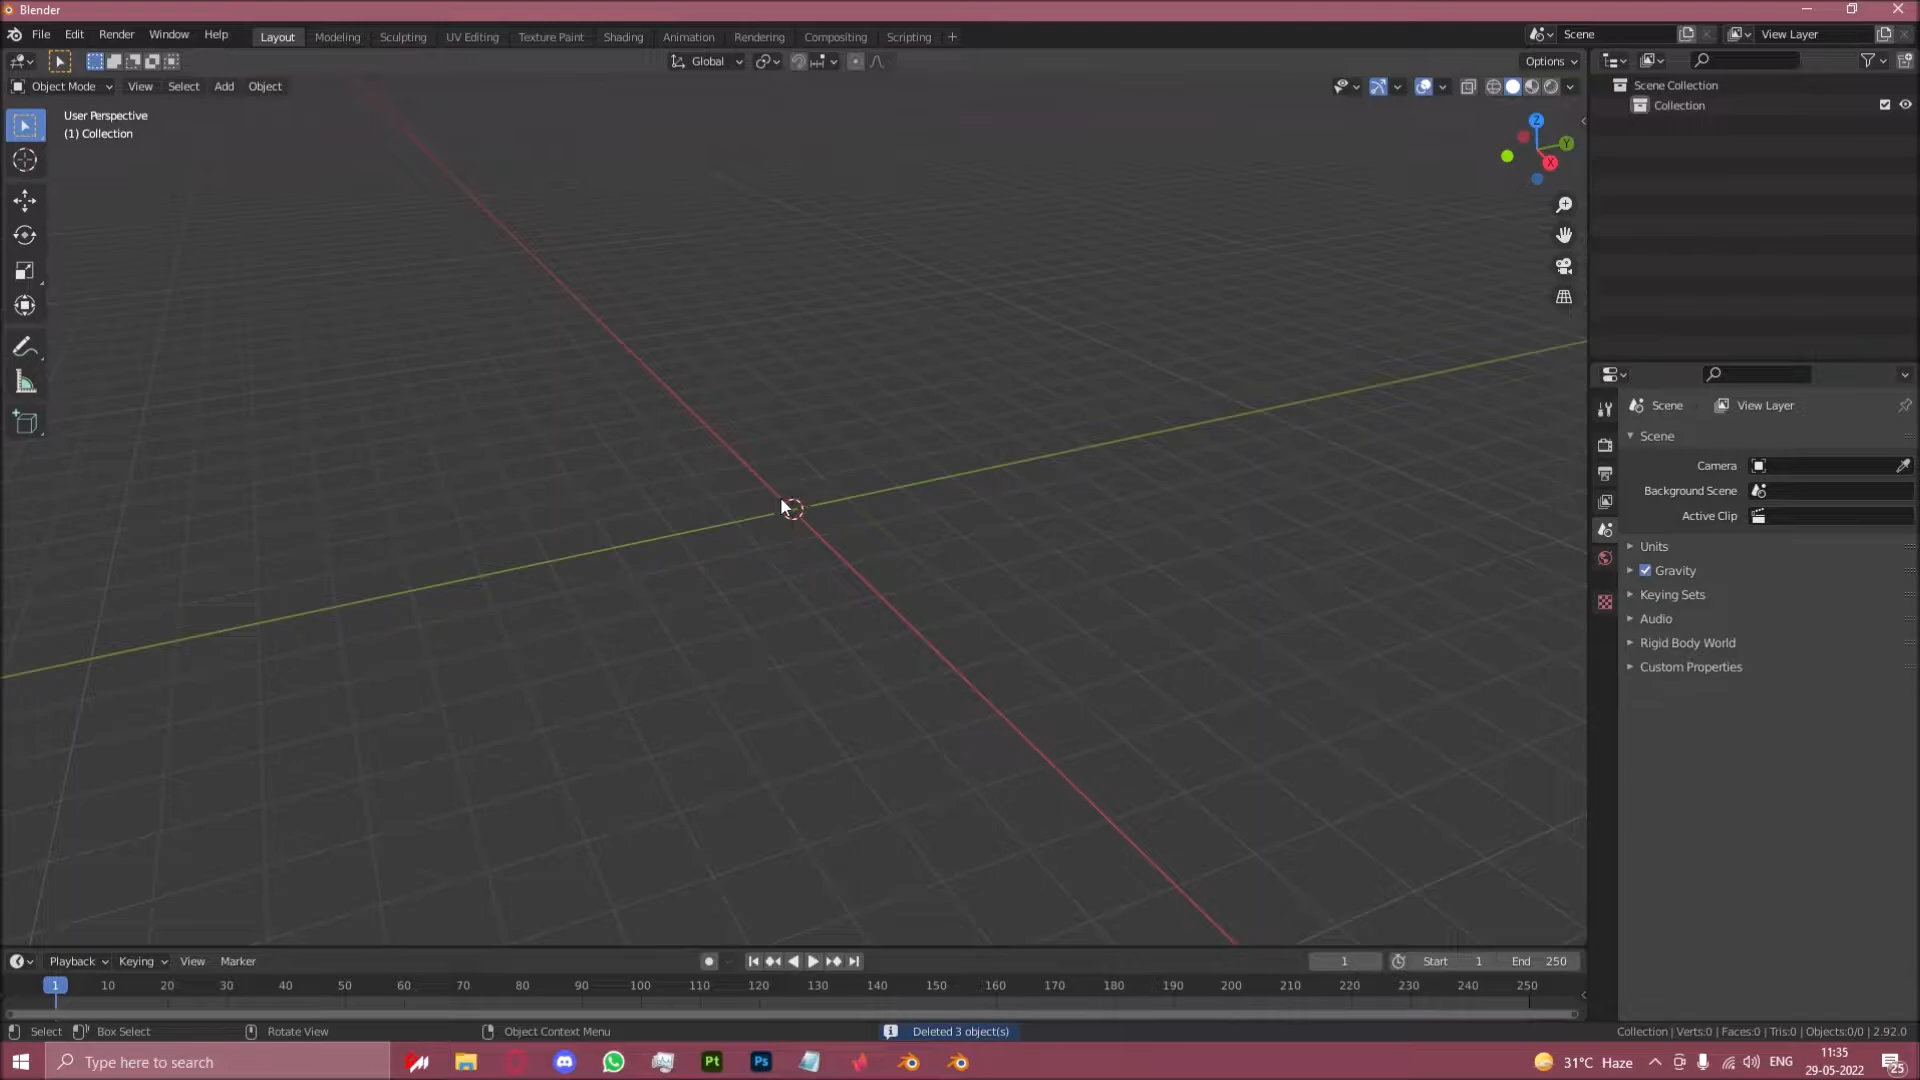 Blender
File Edit Render Window Help Layout Modeling Sculpting UV Editing Texture Paint Shading Animation Rendering Compositing Scripting + Scene View Layer
Global Options
Object Mode View Select Add Object
User Perspective
(1) Collection
Z
Y
X
Scene Collection
Collection
Scene View Layer
Scene
Camera
Background Scene
Active Clip
Units
Gravity
Keying Sets
Audio
Rigid Body World
Custom Properties
Playback Keying View Marker 1 Start 1 End 250
1 10 20 30 40 50 60 70 80 90 100 110 120 130 140 150 160 170 180 190 200 210 220 230 240 250
Select Box Select Rotate View Object Context Menu Deleted 3 object(s) Collection | Verts:0 | Faces:0 | Tris:0 | Objects:0/0 | 2.92.0
Type here to search Pt Ps 31°C Haze ENG 11:35
29-05-2022 25